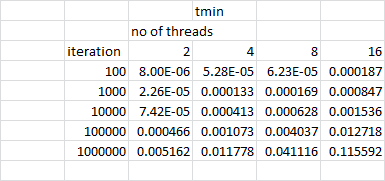 tmin
no of threads
iteration 2 4 8 16
100 8.00E-06 5.28E-05 6.23E-05 0.000187
1000 2.26E-05 0.000133 0.000169 0.000847
10000 7.42E-05 0.000413 0.000628 0.001536
100000 0.000466 0.001073 0.004037 0.012718
1000000 0.005162 0.011778 0.041116 0.115592